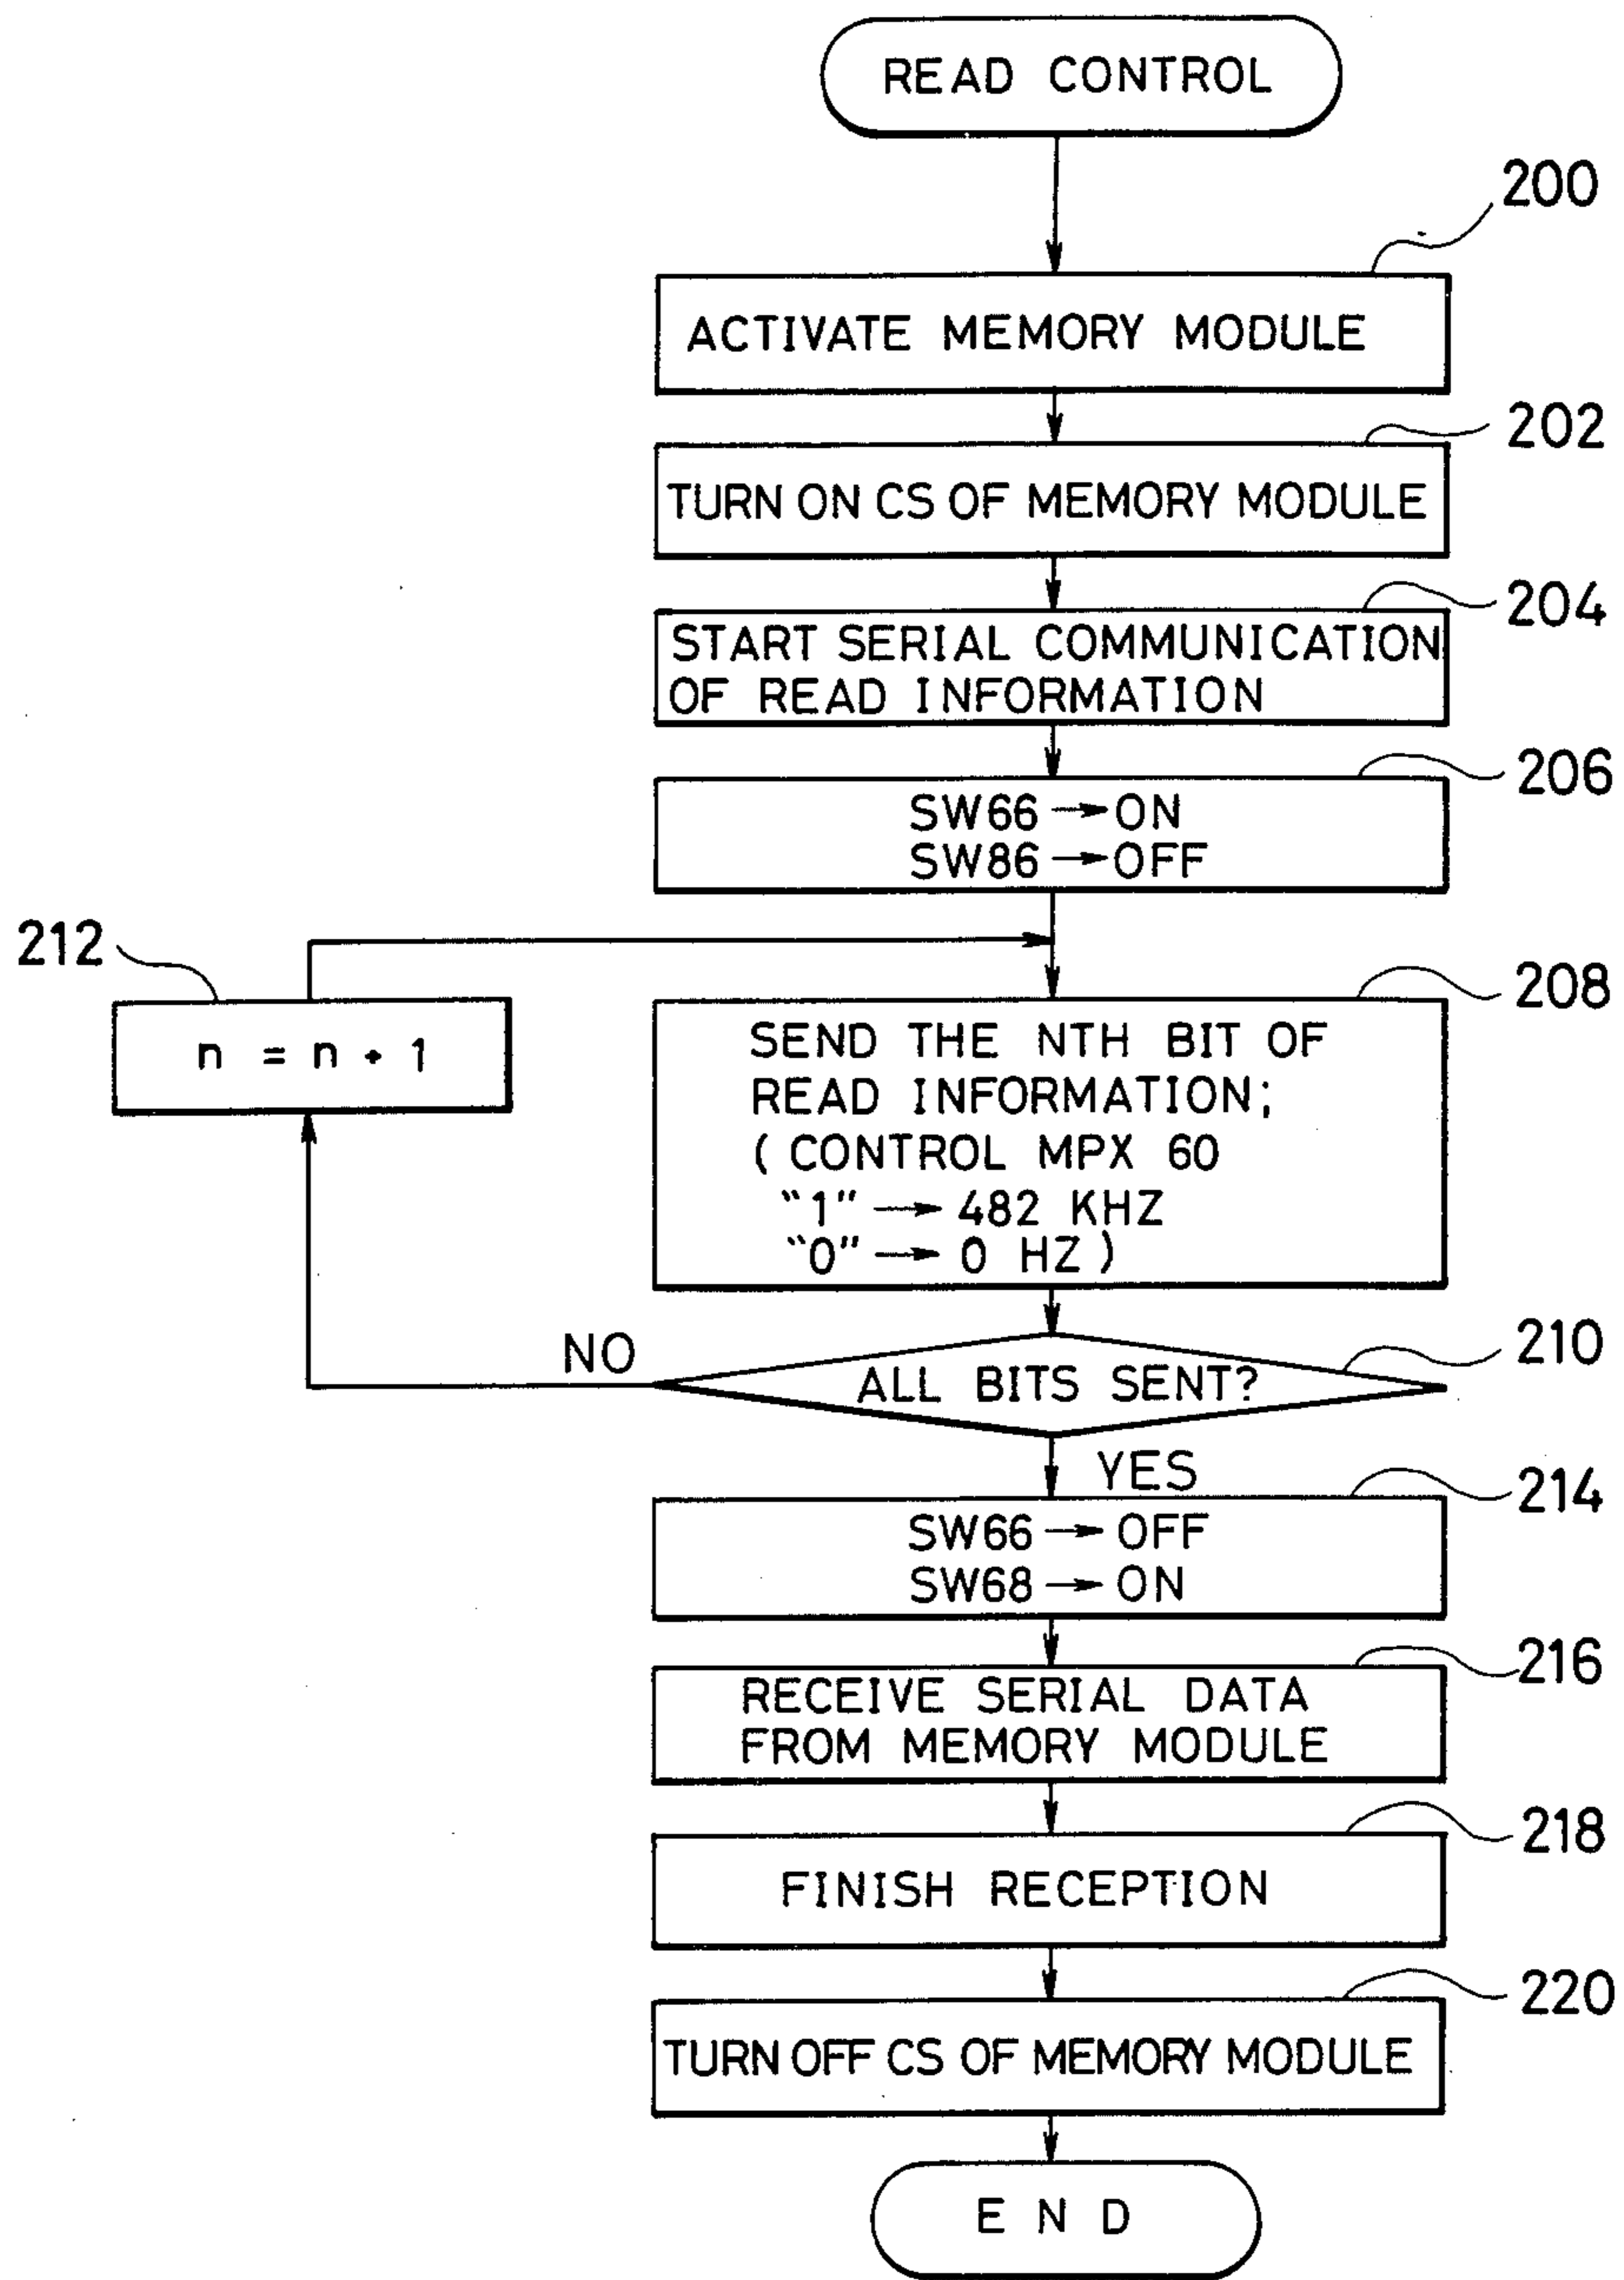 READ CONTROL
200
ACTIVATE MEMORY MODULE
202
TURN ON CS OF MEMORY MODULE
204
START SERIAL COMMUNICATION
OF READ INFORMATION
206
SW66 → ON
SW86 → OFF
212
n = n + 1
208
SEND THE NTH BIT OF
READ INFORMATION;
( CONTROL MPX 60
"1" → 482 KHZ
"0" → 0 HZ )
210
NO
ALL BITS SENT?
YES
214
SW66 → OFF
SW68 → ON
216
RECEIVE SERIAL DATA
FROM MEMORY MODULE
218
FINISH RECEPTION
220
TURN OFF CS OF MEMORY MODULE
END